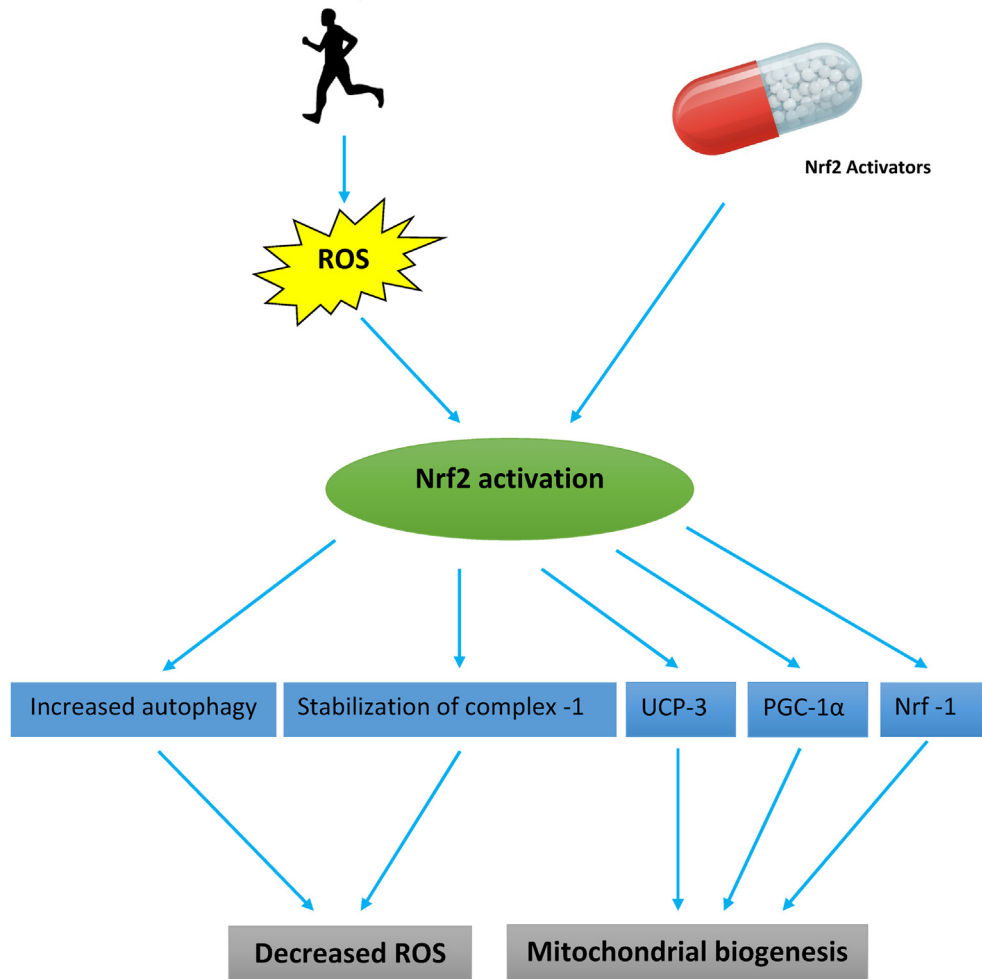 Nrf2 Activators
ROS
Nrf2 activation
Increased autophagy
Stabilization of complex -1
UCP-3
PGC-1α
Nrf -1
Decreased ROS
Mitochondrial biogenesis